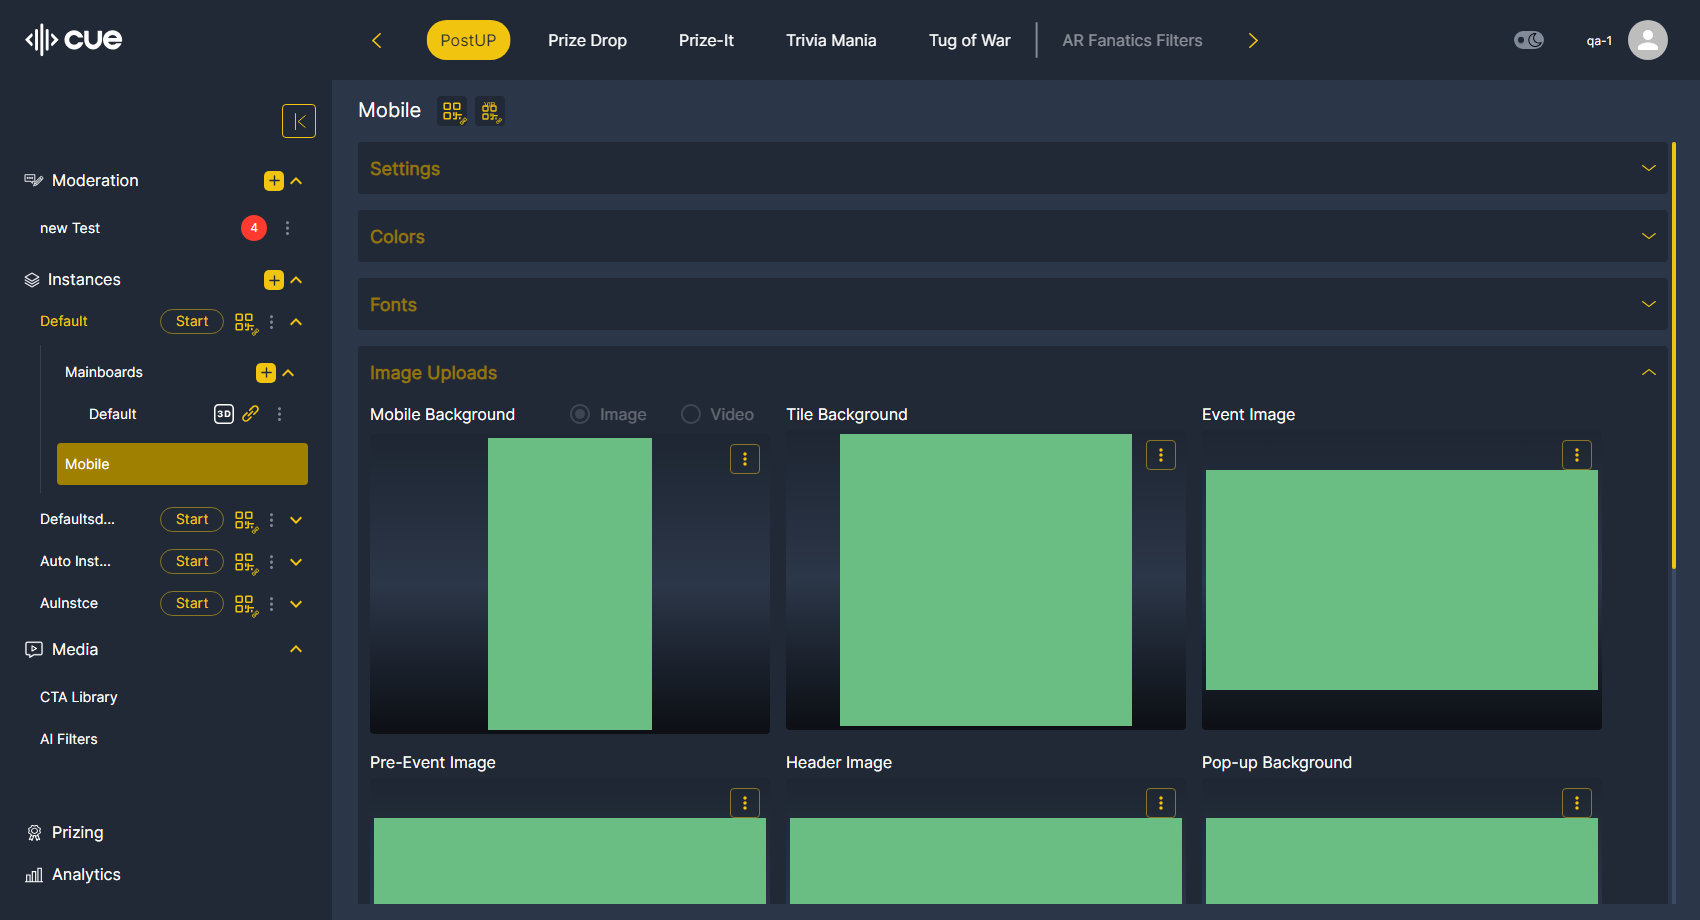 cue
PostUP
Prize Drop
Prize-It
Trivia Mania
Tug of War
AR Fanatics Filters
qa-1
Moderation
new Test
4
Instances
Default
Start
Mainboards
Default
3D
Mobile
Defaultsd...
Start
Auto Inst...
Start
AuInstce
Start
Media
CTA Library
AI Filters
Prizing
Analytics
Mobile
VIP
Settings
Colors
Fonts
Image Uploads
Mobile Background
Image
Video
Tile Background
Event Image
Pre-Event Image
Header Image
Pop-up Background